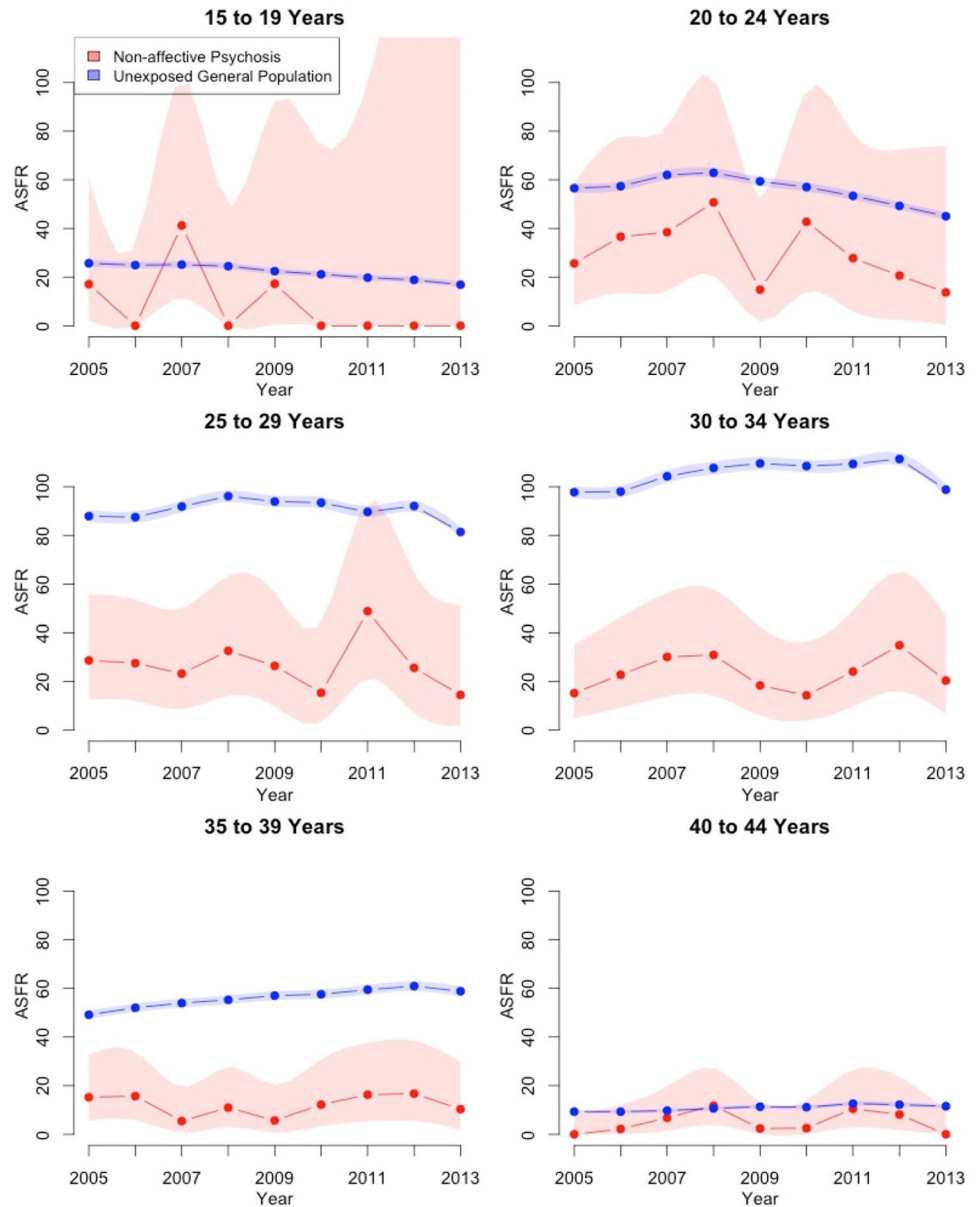 15 to 19 Years
20 to 24 Years
Non-affective Psychosis
Unexposed General Population
ASFR
0 20 40 60 80 100
2005 2007 2009 2011 2013
Year
ASFR
0 20 40 60 80 100
2005 2007 2009 2011 2013
Year
25 to 29 Years
30 to 34 Years
ASFR
0 20 40 60 80 100
2005 2007 2009 2011 2013
Year
ASFR
0 20 40 60 80 100
2005 2007 2009 2011 2013
Year
35 to 39 Years
40 to 44 Years
ASFR
0 20 40 60 80 100
2005 2007 2009 2011 2013
Year
ASFR
0 20 40 60 80 100
2005 2007 2009 2011 2013
Year